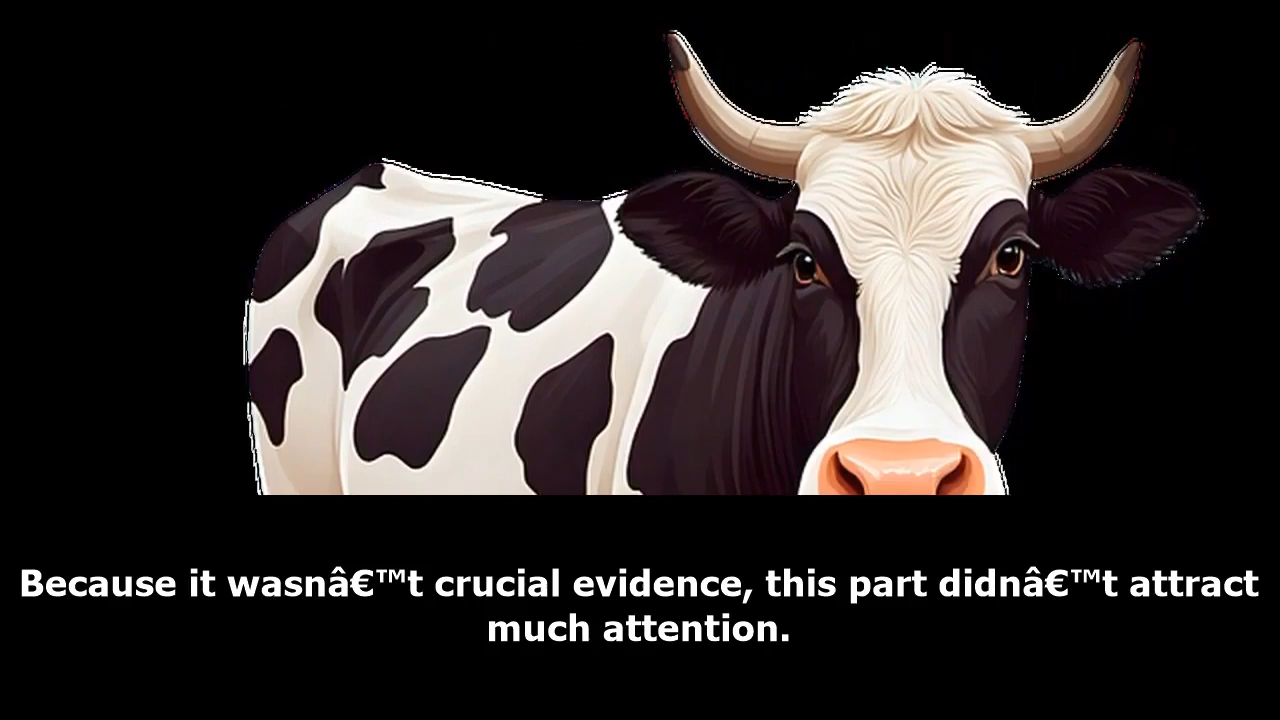 Because it wasnâ€™t crucial evidence, this part didnâ€™t attract
much attention.